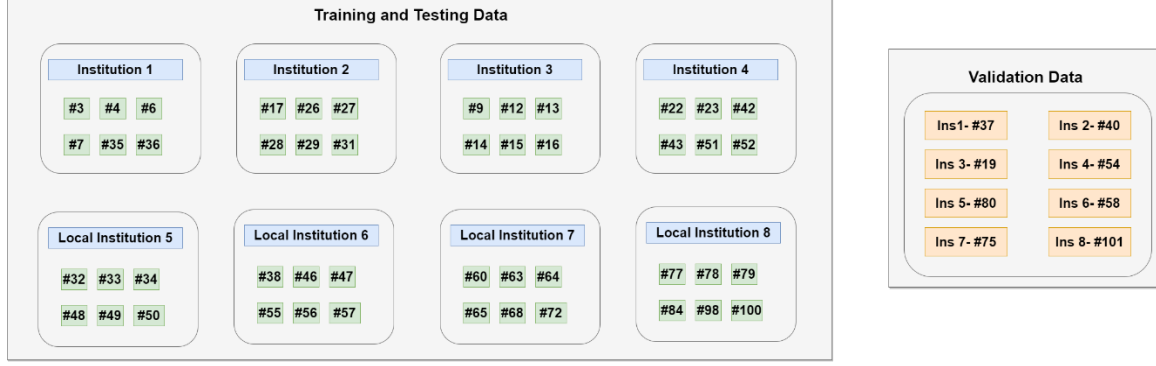 Training and Testing Data
Institution 1
#3 #4 #6
#7 #35 #36
Institution 2
#17 #26 #27
#28 #29 #31
Institution 3
#9 #12 #13
#14 #15 #16
Institution 4
#22 #23 #42
#43 #51 #52
Local Institution 5
#32 #33 #34
#48 #49 #50
Local Institution 6
#38 #46 #47
#55 #56 #57
Local Institution 7
#60 #63 #64
#65 #68 #72
Local Institution 8
#77 #78 #79
#84 #98 #100
Validation Data
Ins1- #37 Ins 2- #40
Ins 3- #19 Ins 4- #54
Ins 5- #80 Ins 6- #58
Ins 7- #75 Ins 8- #101